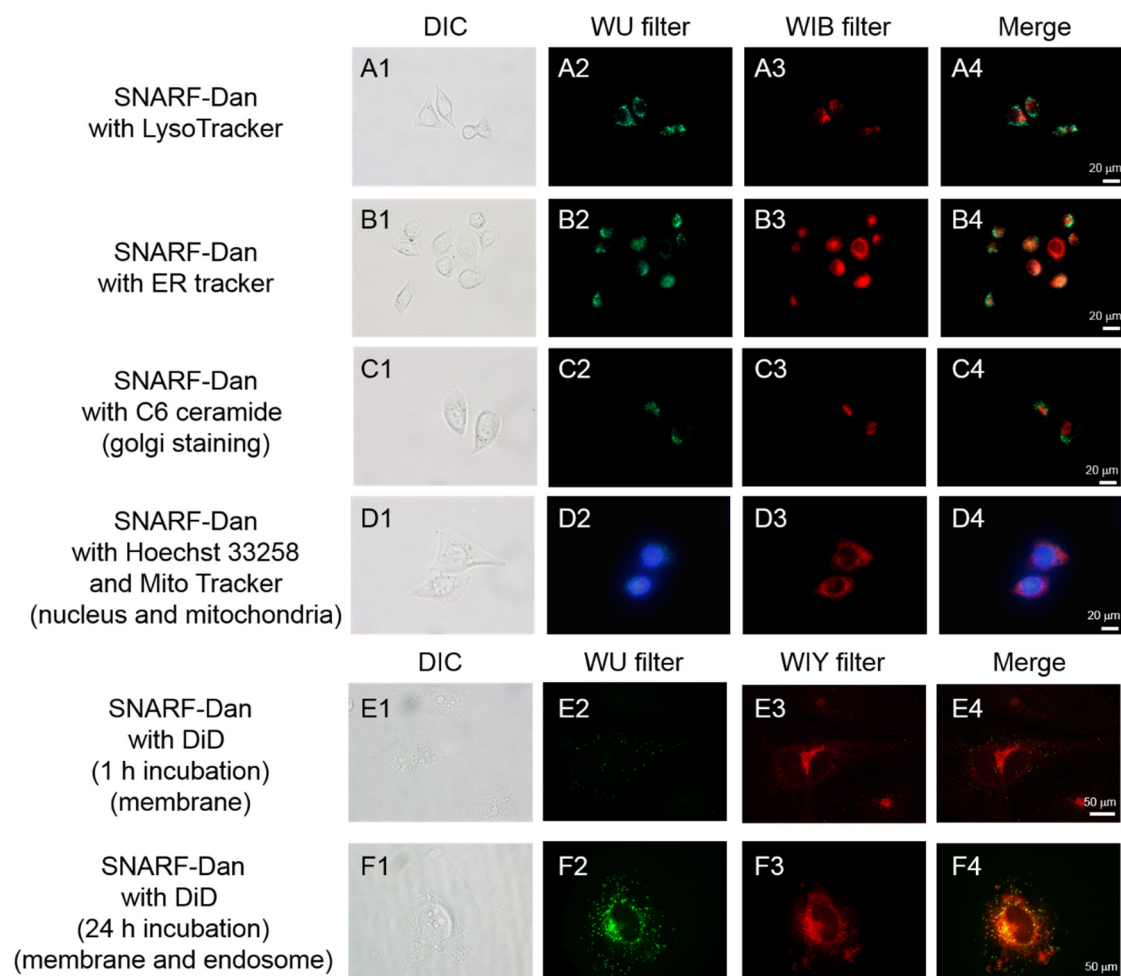 DIC WU filter WIB filter Merge
SNARF-Dan
with LysoTracker
A1 A2 A3 A4
20 μm
SNARF-Dan
with ER tracker
B1 B2 B3 B4
20 μm
SNARF-Dan
with C6 ceramide
(golgi staining)
C1 C2 C3 C4
20 μm
SNARF-Dan
with Hoechst 33258
and Mito Tracker
(nucleus and mitochondria)
D1 D2 D3 D4
20 μm
DIC WU filter WIY filter Merge
SNARF-Dan
with DiD
(1 h incubation)
(membrane)
E1 E2 E3 E4
50 μm
SNARF-Dan
with DiD
(24 h incubation)
(membrane and endosome)
F1 F2 F3 F4
50 μm